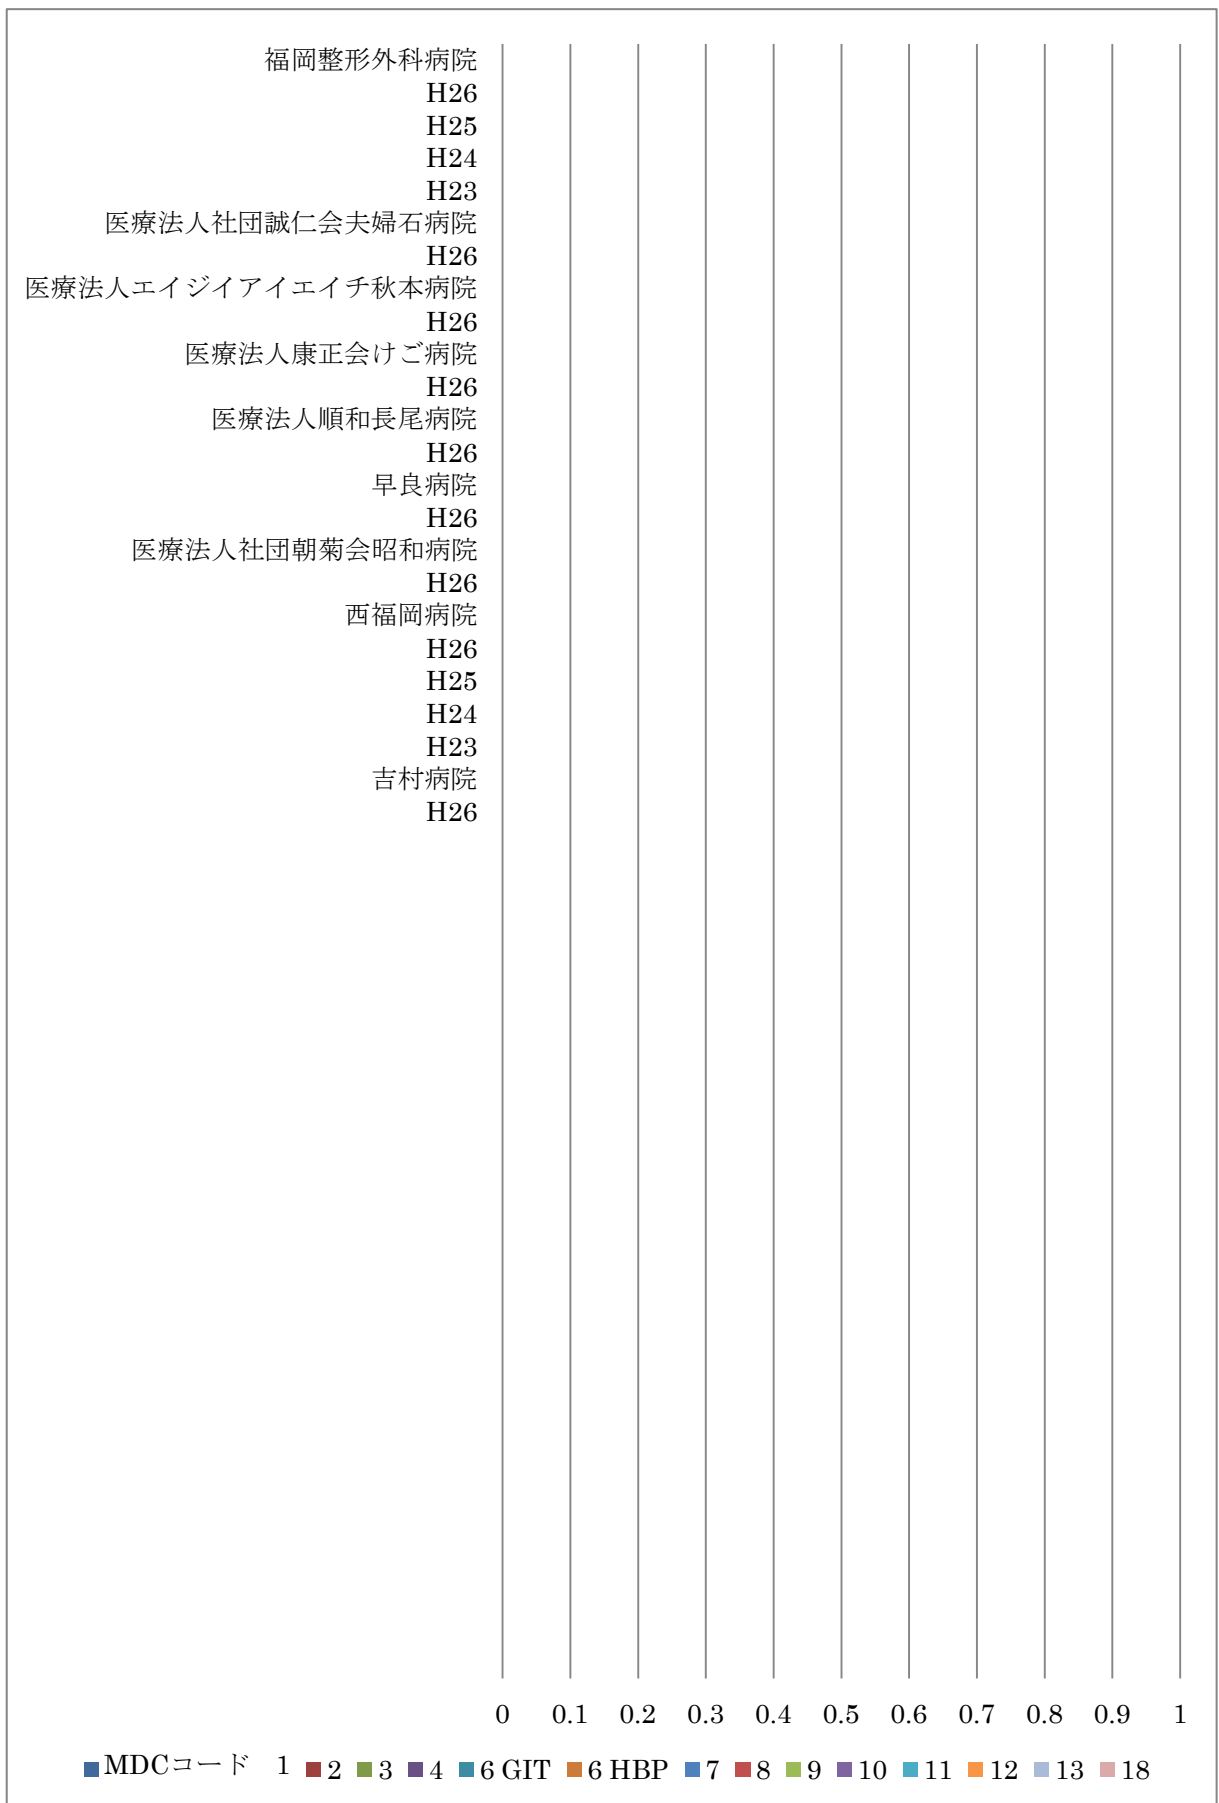 福岡整形外科病院
H26
H25
H24
H23
医療法人社団誠仁会夫婦石病院
H26
医療法人エイジイアイエイチ秋本病院
H26
医療法人康正会けご病院
H26
医療法人順和長尾病院
H26
早良病院
H26
医療法人社団朝菊会昭和病院
H26
西福岡病院
H26
H25
H24
H23
吉村病院
H26
0 0.1 0.2 0.3 0.4 0.5 0.6 0.7 0.8 0.9 1
MDCコード 1 2 3 4 6 GIT 6 HBP 7 8 9 10 11 12 13 18